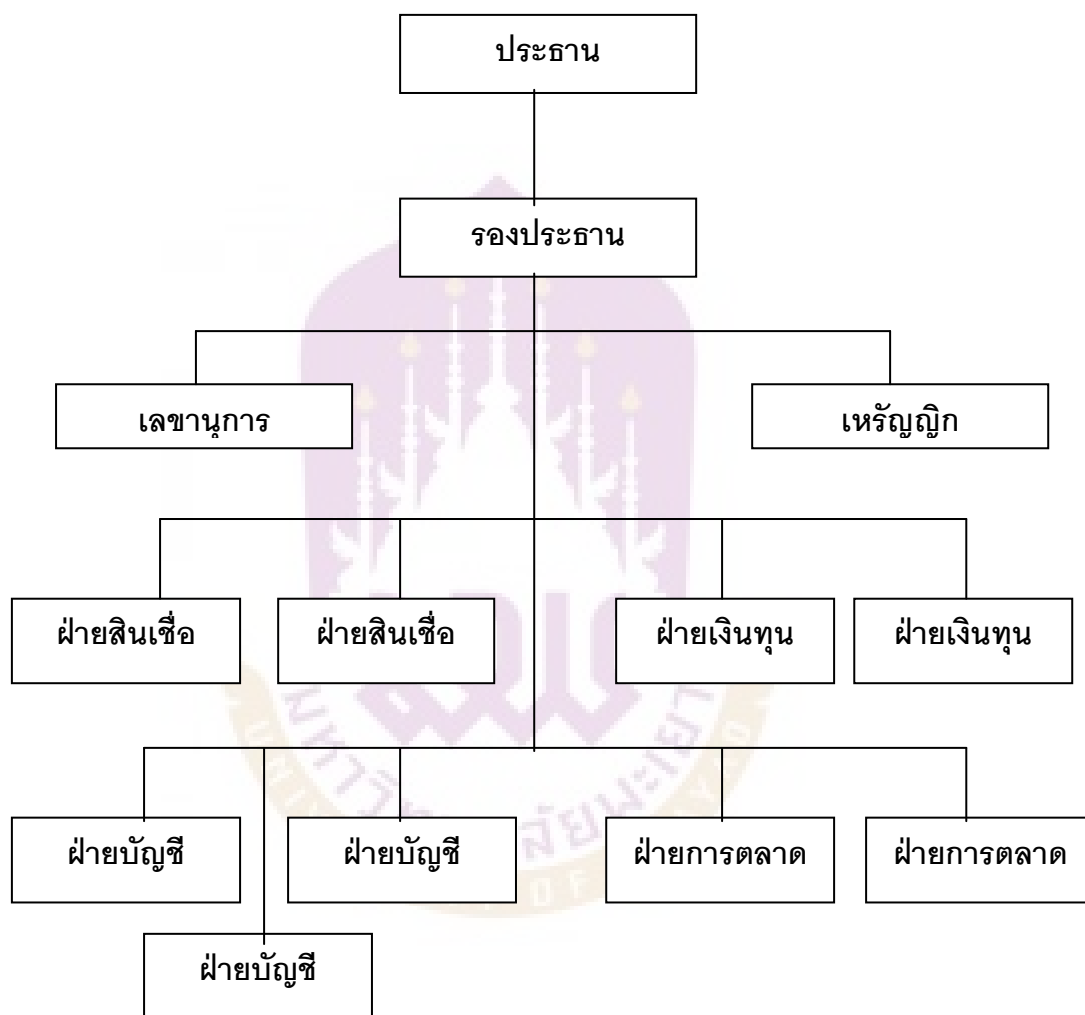 ประธาน
รองประธาน
เลขานุการ
เหรัญญิก
ฝ่ายสินเชื่อ
ฝ่ายสินเชื่อ
ฝ่ายเงินทุน
ฝ่ายเงินทุน
ฝ่ายบัญชี
ฝ่ายบัญชี
ฝ่ายการตลาด
ฝ่ายการตลาด
ฝ่ายบัญชี